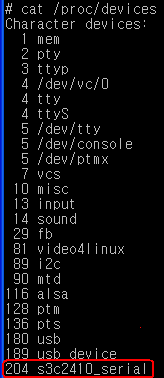 # cat /proc/devices
Character devices:
1 mem
2 pty
3 ttyp
4 /dev/vc/0
4 tty
4 ttyS
5 /dev/tty
5 /dev/console
5 /dev/ptmx
7 vcs
10 misc
13 input
14 sound
29 fb
81 video4linux
89 i2c
90 mtd
116 alsa
128 ptm
136 pts
180 usb
189 usb_device
204 s3c2410_serial